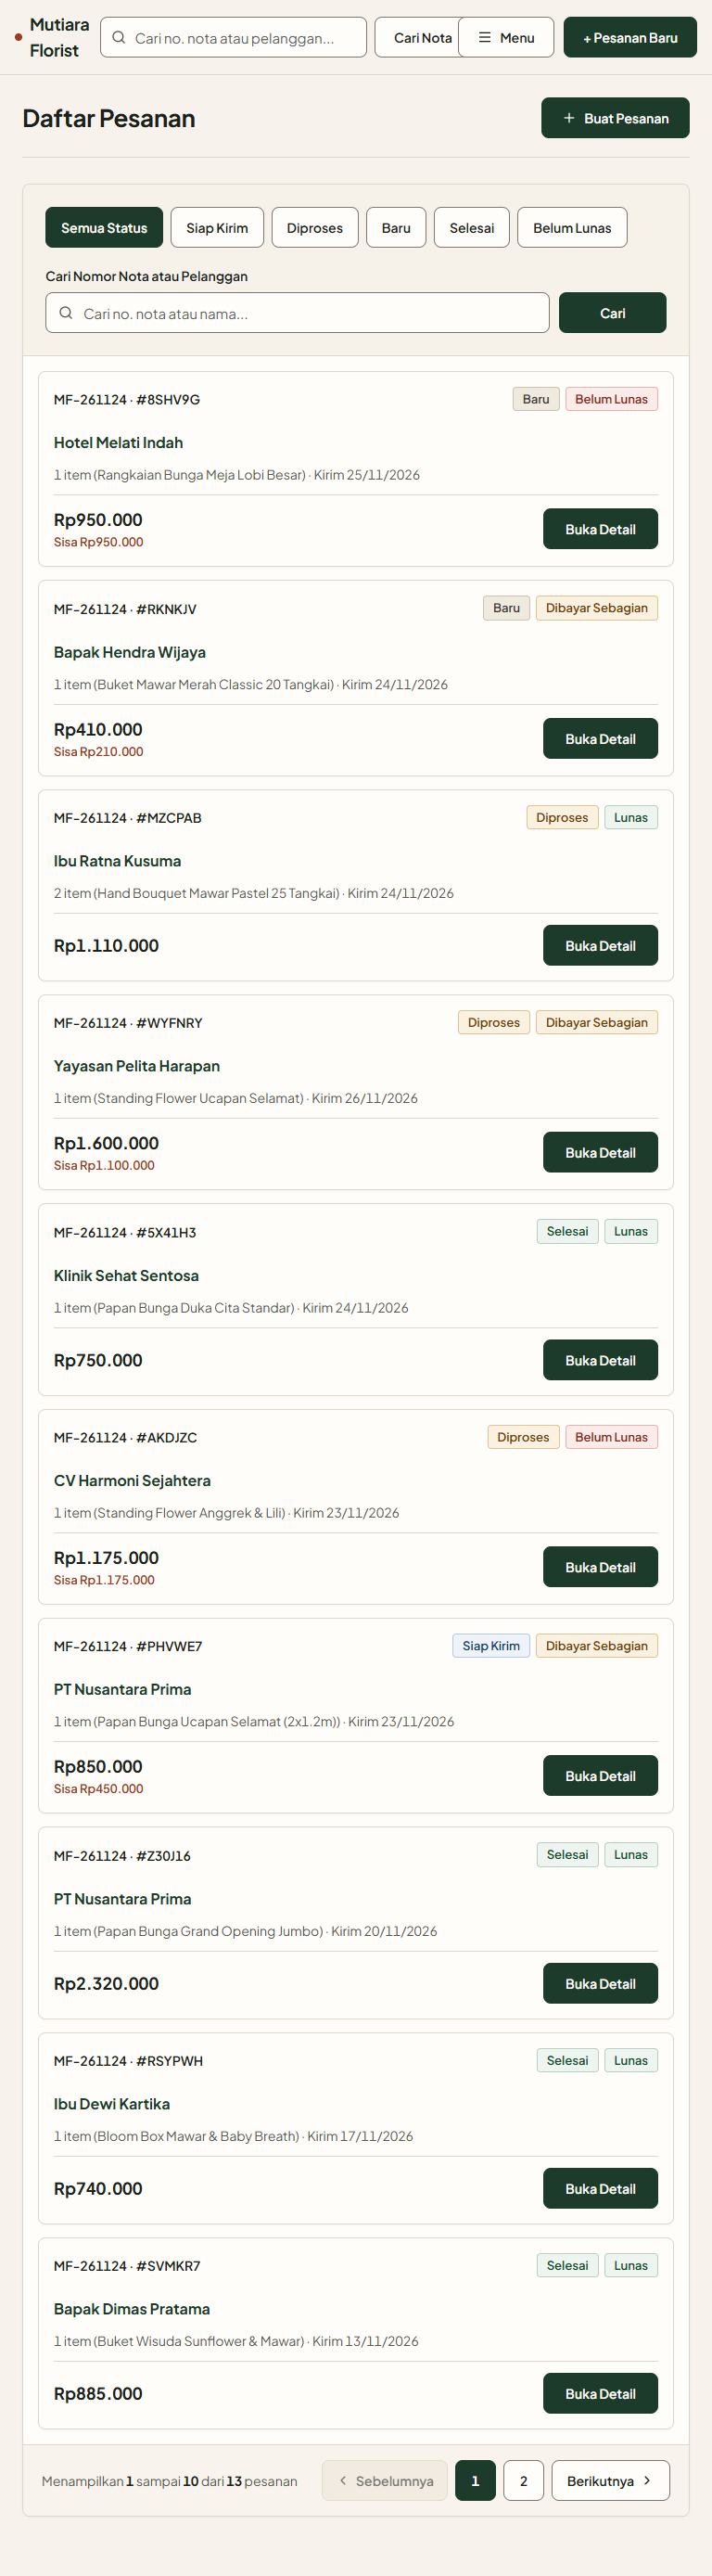 Mutiara
Florist
Cari no. nota atau pelanggan...
Cari Nota
Menu
+ Pesanan Baru
Daftar Pesanan
+ Buat Pesanan
Semua Status
Siap Kirim
Diproses
Baru
Selesai
Belum Lunas
Cari Nomor Nota atau Pelanggan
Cari no. nota atau nama...
Cari
MF-261124 · #8SHV9G
Baru
Belum Lunas
Hotel Melati Indah
1 item (Rangkaian Bunga Meja Lobi Besar) · Kirim 25/11/2026
Rp950.000
Sisa Rp950.000
Buka Detail
MF-261124 · #RKNKJV
Baru
Dibayar Sebagian
Bapak Hendra Wijaya
1 item (Buket Mawar Merah Classic 20 Tangkai) · Kirim 24/11/2026
Rp410.000
Sisa Rp210.000
Buka Detail
MF-261124 · #MZCPAB
Diproses
Lunas
Ibu Ratna Kusuma
2 item (Hand Bouquet Mawar Pastel 25 Tangkai) · Kirim 24/11/2026
Rp1.110.000
Buka Detail
MF-261124 · #WYFNRY
Diproses
Dibayar Sebagian
Yayasan Pelita Harapan
1 item (Standing Flower Ucapan Selamat) · Kirim 26/11/2026
Rp1.600.000
Sisa Rp1.100.000
Buka Detail
MF-261124 · #5X41H3
Selesai
Lunas
Klinik Sehat Sentosa
1 item (Papan Bunga Duka Cita Standar) · Kirim 24/11/2026
Rp750.000
Buka Detail
MF-261124 · #AKDJZC
Diproses
Belum Lunas
CV Harmoni Sejahtera
1 item (Standing Flower Anggrek & Lili) · Kirim 23/11/2026
Rp1.175.000
Sisa Rp1.175.000
Buka Detail
MF-261124 · #PHVWE7
Siap Kirim
Dibayar Sebagian
PT Nusantara Prima
1 item (Papan Bunga Ucapan Selamat (2x1.2m)) · Kirim 23/11/2026
Rp850.000
Sisa Rp450.000
Buka Detail
MF-261124 · #Z30J16
Selesai
Lunas
PT Nusantara Prima
1 item (Papan Bunga Grand Opening Jumbo) · Kirim 20/11/2026
Rp2.320.000
Buka Detail
MF-261124 · #RSYPWH
Selesai
Lunas
Ibu Dewi Kartika
1 item (Bloom Box Mawar & Baby Breath) · Kirim 17/11/2026
Rp740.000
Buka Detail
MF-261124 · #SVMKR7
Selesai
Lunas
Bapak Dimas Pratama
1 item (Buket Wisuda Sunflower & Mawar) · Kirim 13/11/2026
Rp885.000
Buka Detail
Menampilkan 1 sampai 10 dari 13 pesanan
Sebelumnya
1
2
Berikutnya